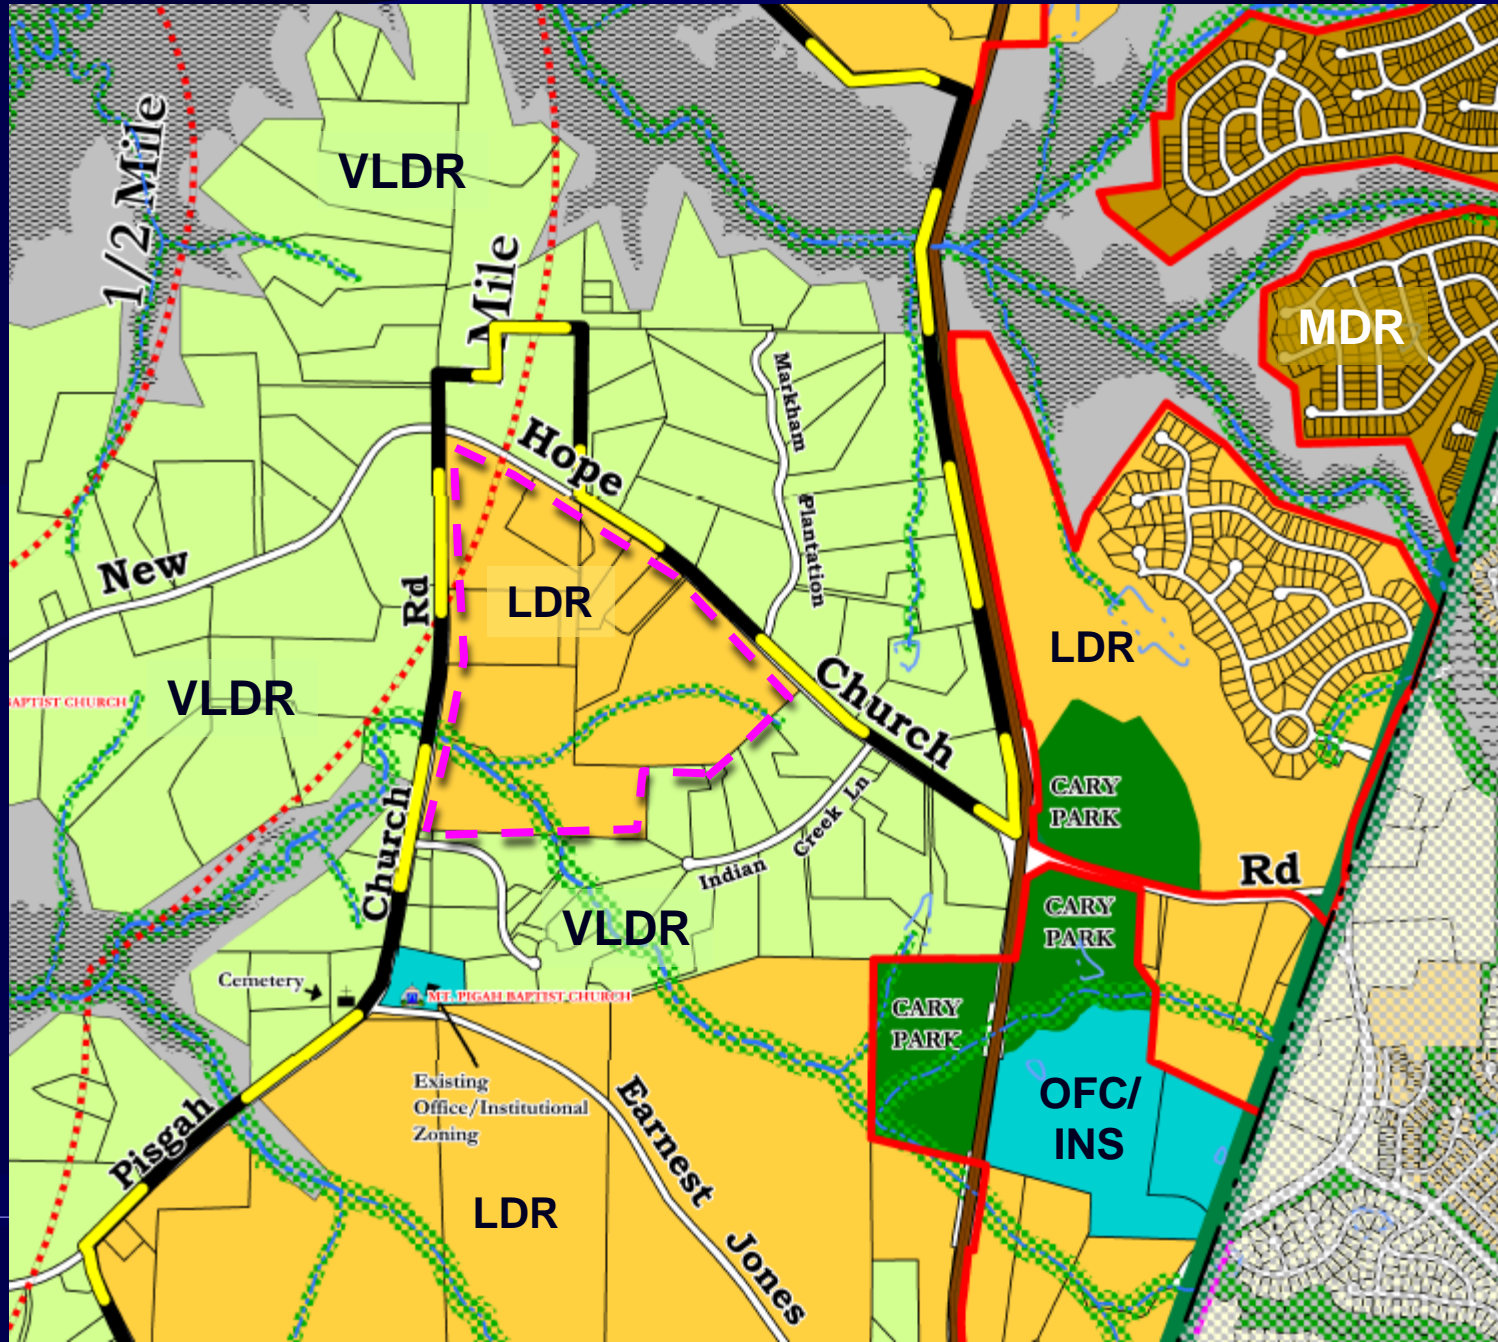 1/2 Mile
VLDR
Mile
MDR
Markham
Plantation
New
Hope
Church
Rd
Rd
Church
Pisgah
LDR
LDR
BAPTIST CHURCH
VLDR
CARY
PARK
Indian
Creek Ln
VLDR
CARY
PARK
Cemetery
MT. PIGAH BAPTIST CHURCH
CARY
PARK
Existing
Office/Institutional
Zoning
OFC/
INS
Earnest
Jones
LDR